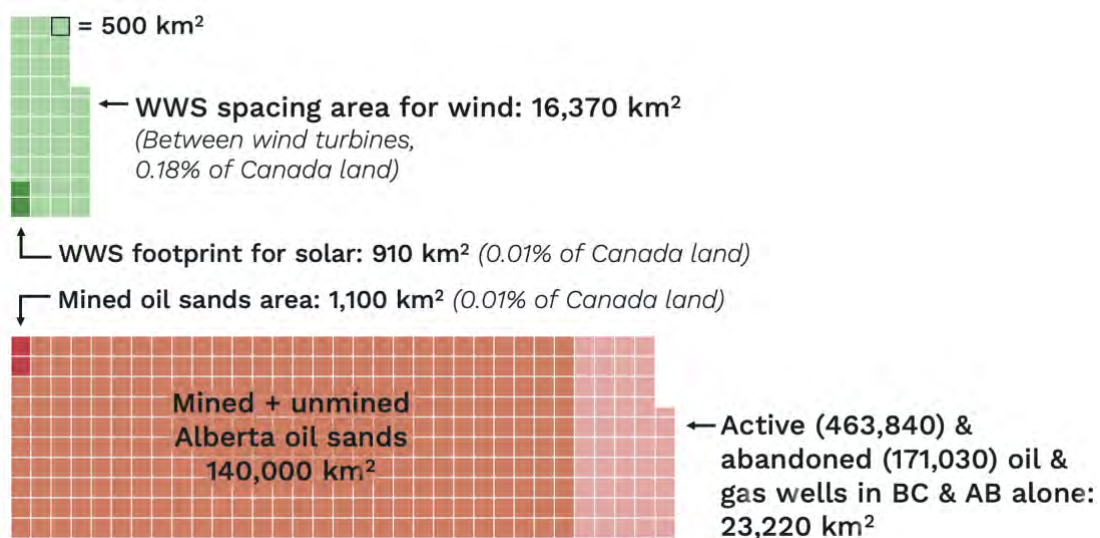 = 500 km²
WWS spacing area for wind: 16,370 km²
(Between wind turbines,
0.18% of Canada land)
WWS footprint for solar: 910 km² (0.01% of Canada land)
Mined oil sands area: 1,100 km² (0.01% of Canada land)
Mined + unmined
Alberta oil sands
140,000 km²
Active (463,840) &
abandoned (171,030) oil &
gas wells in BC & AB alone:
23,220 km²